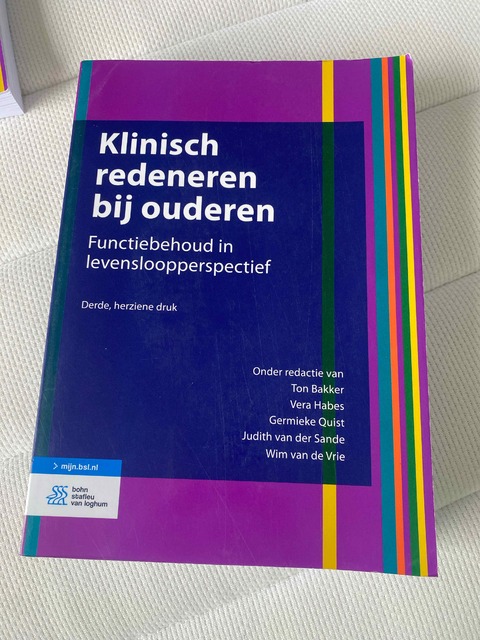 Klinisch
redeneren
bij ouderen
Functiebehoud in
levensloopperspectief
Derde, herziene druk
Onder redactie van
Ton Bakker
Vera Habes
Germieke Quist
Judith van der Sande
Wim van de Vrie
> mijn.bsl.nl
bohn
stafleu
van loghum